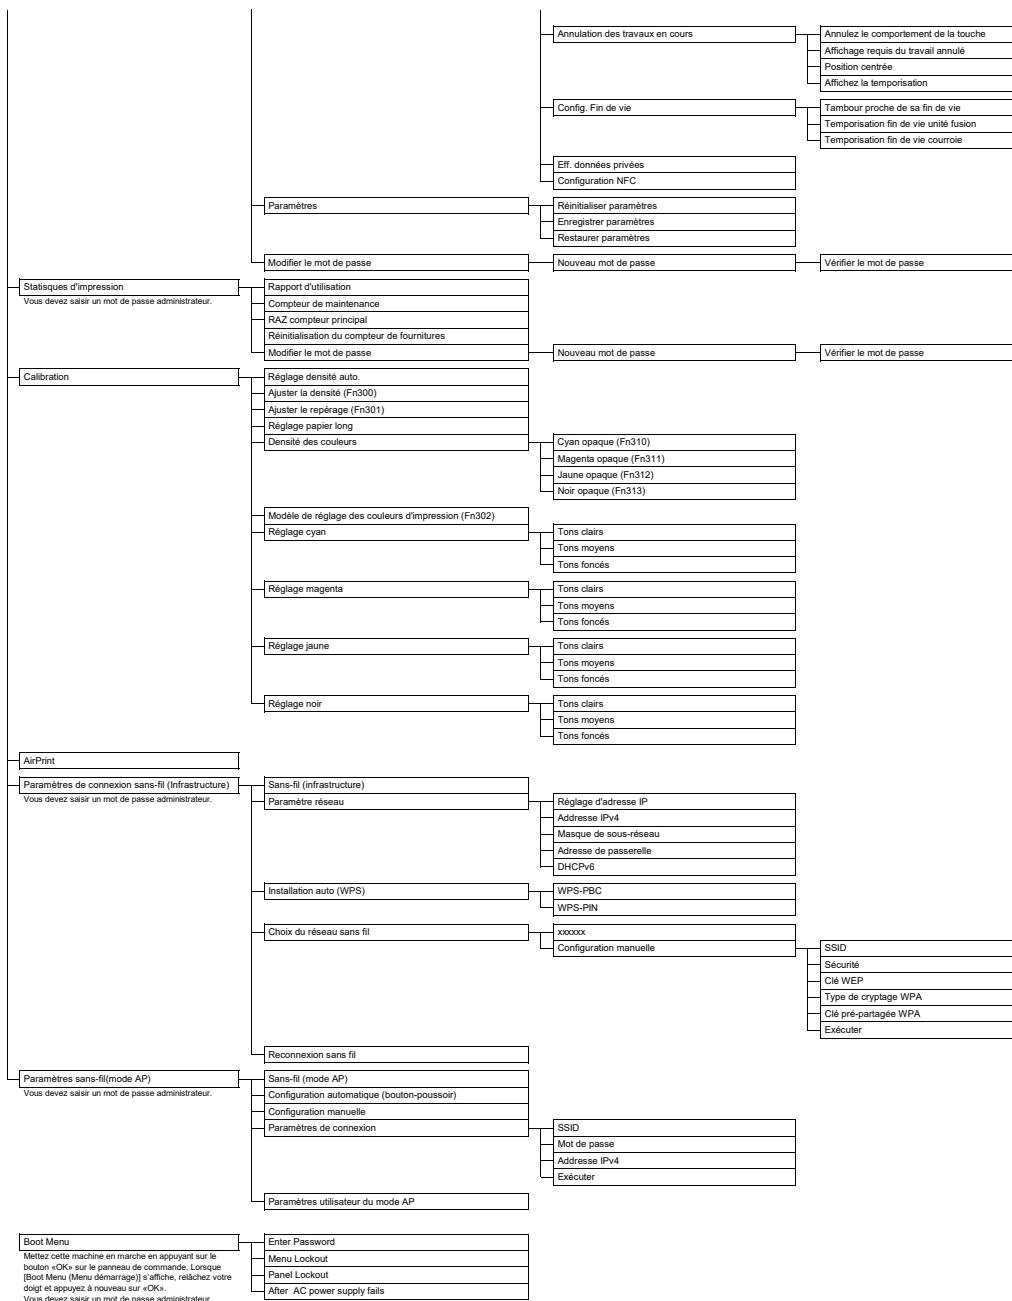 Annulation des travaux en cours
Annulez le comportement de la touche
Affichage requis du travail annulé
Position centrée
Affichez la temporisation
Config. Fin de vie
Tambour proche de sa fin de vie
Temporisation fin de vie unité fusion
Temporisation fin de vie courroie
Eff. données privées
Configuration NFC
Paramètres
Réinitialiser paramètres
Enregistrer paramètres
Restaurer paramètres
Modifier le mot de passe
Nouveau mot de passe
Vérifier le mot de passe
Statisques d'impression
Vous devez saisir un mot de passe administrateur.
Rapport d'utilisation
Compteur de maintenance
RAZ compteur principal
Réinitialisation du compteur de fournitures
Modifier le mot de passe
Nouveau mot de passe
Vérifier le mot de passe
Calibration
Réglage densité auto.
Ajuster la densité (Fn300)
Ajuster le repérage (Fn301)
Réglage papier long
Densité des couleurs
Cyan opaque (Fn310)
Magenta opaque (Fn311)
Jaune opaque (Fn312)
Noir opaque (Fn313)
Modèle de réglage des couleurs d'impression (Fn302)
Réglage cyan
Tons clairs
Tons moyens
Tons foncés
Réglage magenta
Tons clairs
Tons moyens
Tons foncés
Réglage jaune
Tons clairs
Tons moyens
Tons foncés
Réglage noir
Tons clairs
Tons moyens
Tons foncés
AirPrint
Paramètres de connexion sans-fil (Infrastructure)
Vous devez saisir un mot de passe administrateur.
Sans-fil (infrastructure)
Paramètre réseau
Réglage d'adresse IP
Addresse IPv4
Masque de sous-réseau
Adresse de passerelle
DHCPv6
Installation auto (WPS)
WPS-PBC
WPS-PIN
Choix du réseau sans fil
xxxxxx
Configuration manuelle
SSID
Sécurité
Clé WEP
Type de cryptage WPA
Clé pré-partagée WPA
Exécuter
Reconnexion sans fil
Paramètres sans-fil(mode AP)
Vous devez saisir un mot de passe administrateur.
Sans-fil (mode AP)
Configuration automatique (bouton-poussoir)
Configuration manuelle
Paramètres de connexion
SSID
Mot de passe
Addresse IPv4
Exécuter
Paramètres utilisateur du mode AP
Boot Menu
Mettez cette machine en marche en appuyant sur le
bouton «OK» sur le panneau de commande. Lorsque
[Boot Menu (Menu démarrage)] s'affiche, relâchez votre
doigt et appuyez à nouveau sur «OK».
Vous devez saisir un mot de passe administrateur.
Enter Password
Menu Lockout
Panel Lockout
After AC power supply fails